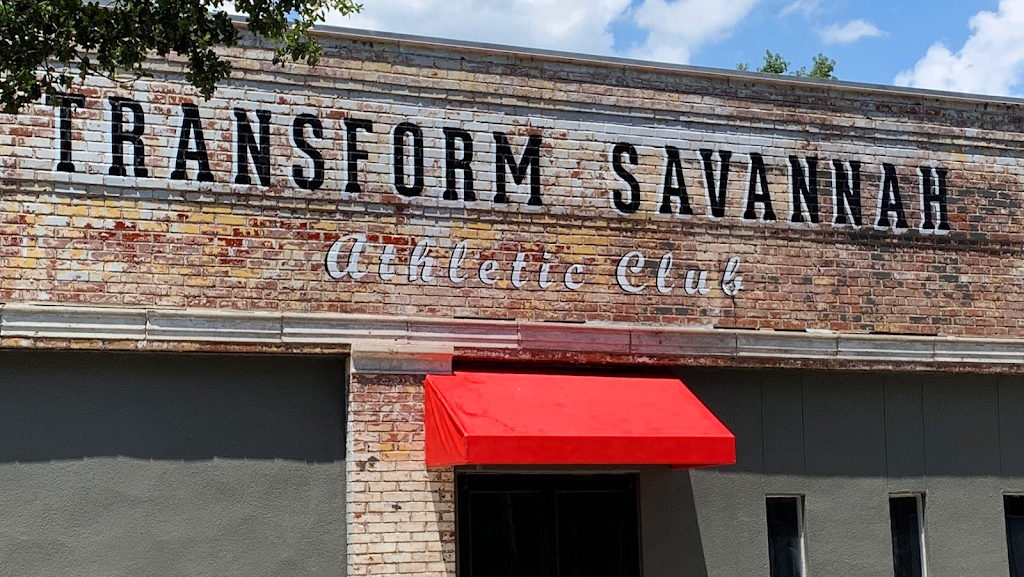 TRANSFORM SAVANNAH
Athletic Club